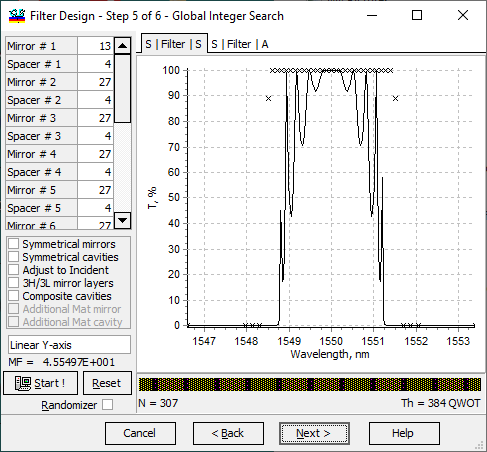 Filter Design - Step 5 of 6 - Global Integer Search
Mirror # 1 13
Spacer # 1 4
Mirror # 2 27
Spacer # 2 4
Mirror # 3 27
Spacer # 3 4
Mirror # 4 27
Spacer # 4 4
Mirror # 5 27
Spacer # 5 4
Mirror # 6 27
Symmetrical mirrors
Symmetrical cavities
Adjust to Incident
3H/3L mirror layers
Composite cavities
Additional Mat mirror
Additional Mat cavity
Linear Y-axis
MF = 4.55497E+001
Start !
Reset
Randomizer
S | Filter | S
S | Filter | A
T, %
100
90
80
70
60
50
40
30
20
10
0
1547 1548 1549 1550 1551 1552 1553
Wavelength, nm
N = 307
Th = 384 QWOT
Cancel
< Back
Next >
Help